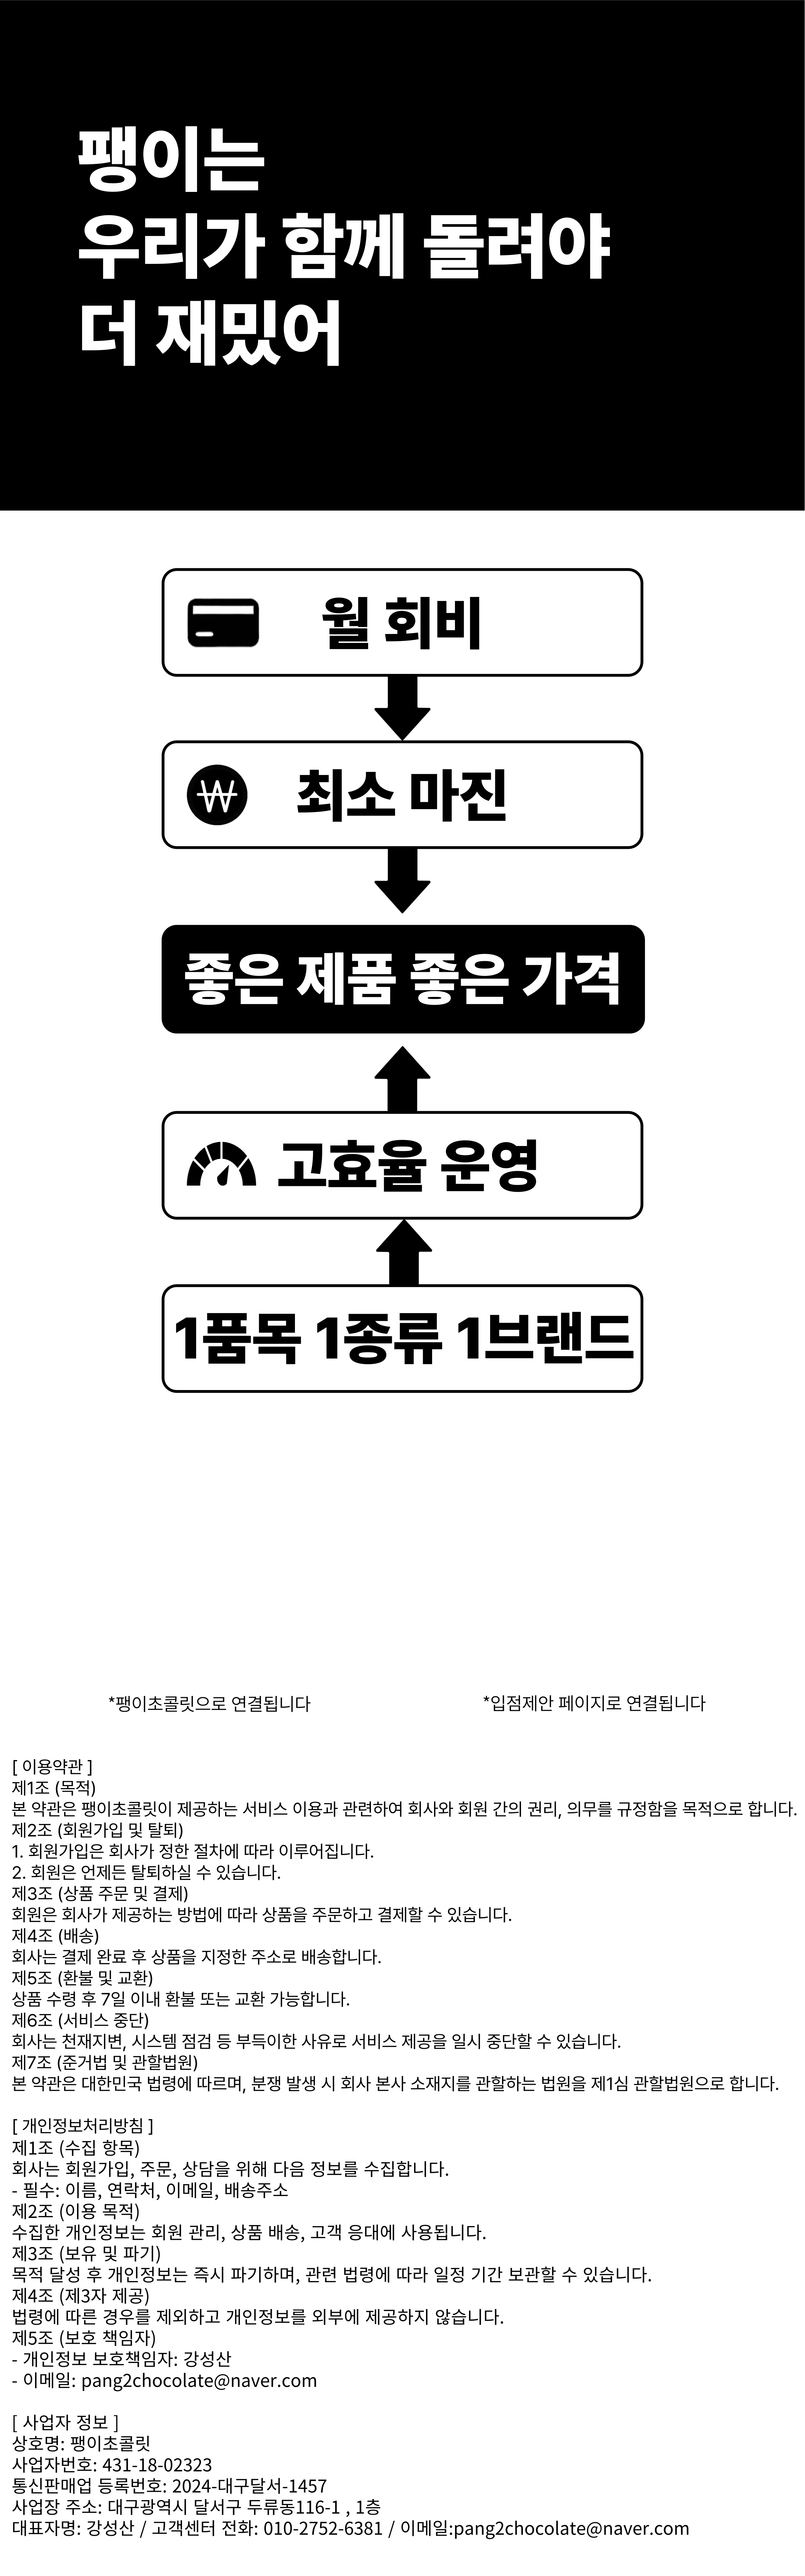 팽이는
우리가 함께 돌려야
더 재밌어
월 회비
최소 마진
좋은 제품 좋은 가격
고효율 운영
1품목 1종류 1브랜드
*팽이초콜릿으로 연결됩니다
*입점제안 페이지로 연결됩니다
[ 이용약관 ]
제1조 (목적)
본 약관은 팽이초콜릿이 제공하는 서비스 이용과 관련하여 회사와 회원 간의 권리, 의무를 규정함을 목적으로 합니다.
제2조 (회원가입 및 탈퇴)
1. 회원가입은 회사가 정한 절차에 따라 이루어집니다.
2. 회원은 언제든 탈퇴하실 수 있습니다.
제3조 (상품 주문 및 결제)
회원은 회사가 제공하는 방법에 따라 상품을 주문하고 결제할 수 있습니다.
제4조 (배송)
회사는 결제 완료 후 상품을 지정한 주소로 배송합니다.
제5조 (환불 및 교환)
상품 수령 후 7일 이내 환불 또는 교환 가능합니다.
제6조 (서비스 중단)
회사는 천재지변, 시스템 점검 등 부득이한 사유로 서비스 제공을 일시 중단할 수 있습니다.
제7조 (준거법 및 관할법원)
본 약관은 대한민국 법령에 따르며, 분쟁 발생 시 회사 본사 소재지를 관할하는 법원을 제1심 관할법원으로 합니다.
[ 개인정보처리방침 ]
제1조 (수집 항목)
회사는 회원가입, 주문, 상담을 위해 다음 정보를 수집합니다.
- 필수: 이름, 연락처, 이메일, 배송주소
제2조 (이용 목적)
수집한 개인정보는 회원 관리, 상품 배송, 고객 응대에 사용됩니다.
제3조 (보유 및 파기)
목적 달성 후 개인정보는 즉시 파기하며, 관련 법령에 따라 일정 기간 보관할 수 있습니다.
제4조 (제3자 제공)
법령에 따른 경우를 제외하고 개인정보를 외부에 제공하지 않습니다.
제5조 (보호 책임자)
- 개인정보 보호책임자: 강성산
- 이메일: pang2chocolate@naver.com
[ 사업자 정보 ]
상호명: 팽이초콜릿
사업자번호: 431-18-02323
통신판매업 등록번호: 2024-대구달서-1457
사업장 주소: 대구광역시 달서구 두류동116-1 , 1층
대표자명: 강성산 / 고객센터 전화: 010-2752-6381 / 이메일:pang2chocolate@naver.com